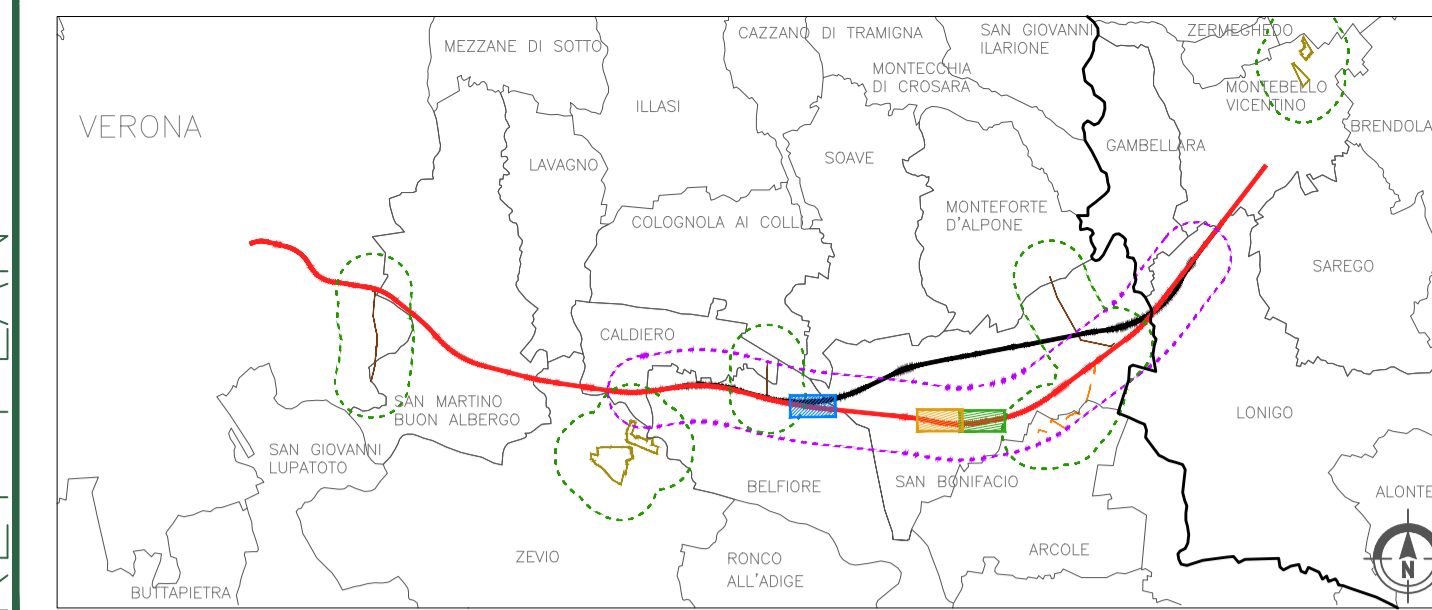 MEZZANE DI SOTTO
CAZZANO DI TRAMIGNA
SAN GIOVANNI
ILARIONE
ZERMEGHEDO
MONTECCHIA
DI CROSARA
MONTEBELLO
VICENTINO
ILLASI
VERONA
BRENDOLA
GAMBELLARA
SOAVE
LAVAGNO
MONTEFORTE
D'ALPONE
COLOGNOLA AI COLLI
SAREGO
CALDIERO
SAN MARTINO
BUON ALBERGO
LONIGO
SAN GIOVANNI
LUPATOTO
SAN BONIFACIO
BELFIORE
ALONTE
ARCOLE
ZEVIO
RONCO
ALL'ADIGE
N
BUTTAPIETRA